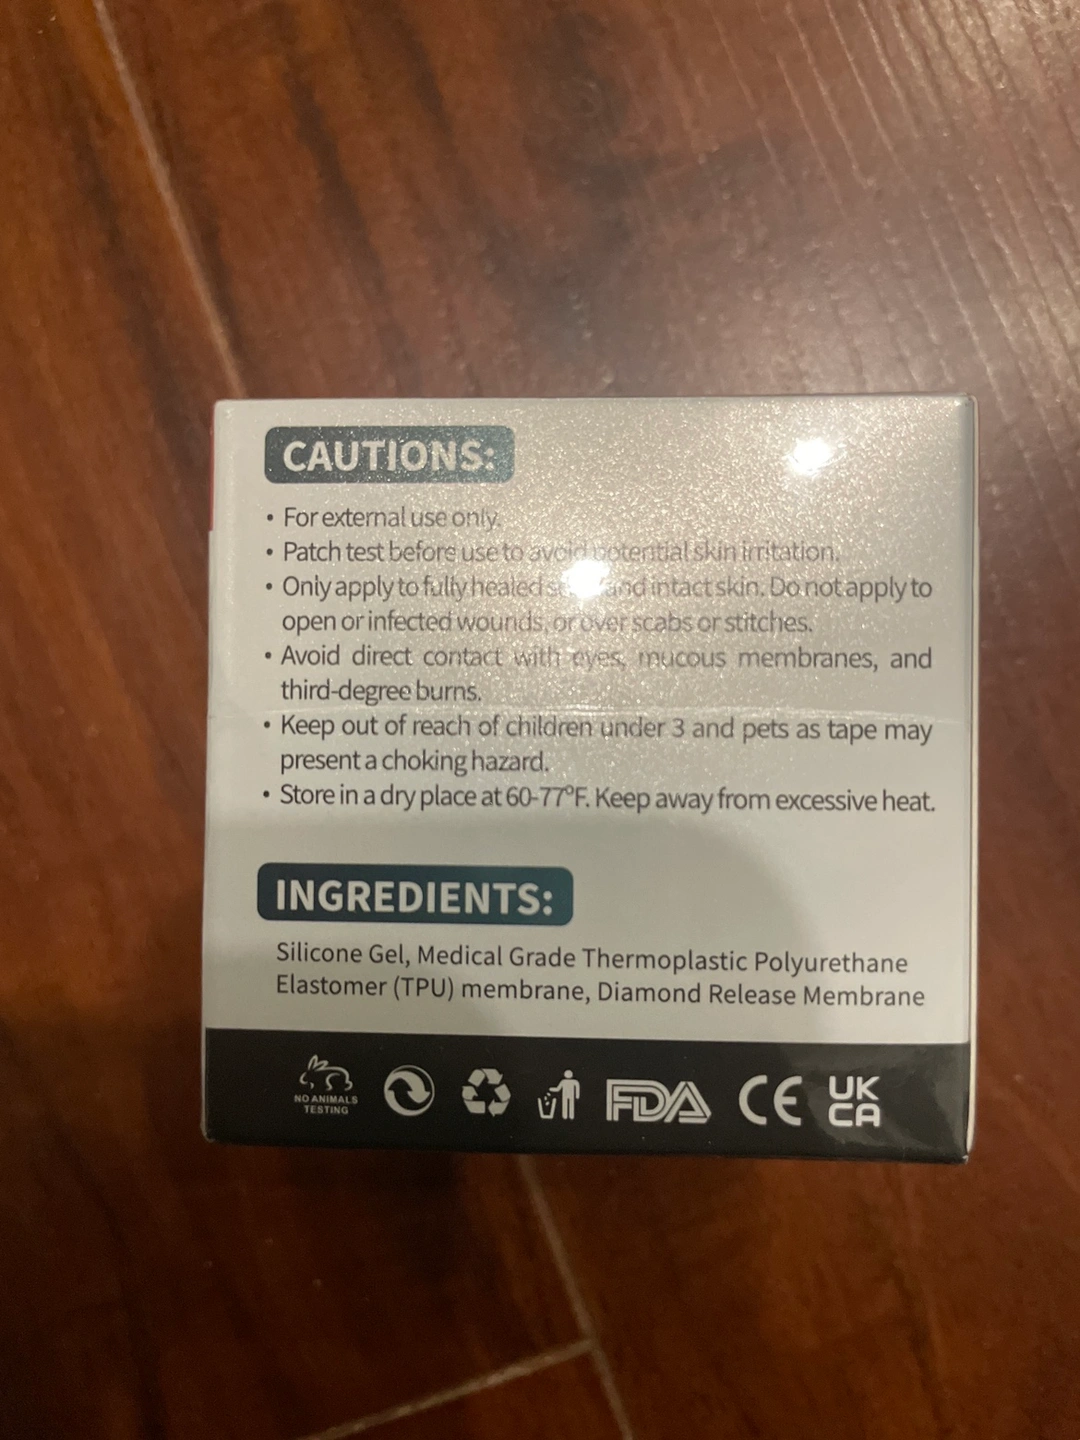 CAUTIONS:
• For external use only.
• Patch test before use to avoid potential skin irritation.
• Only apply to fully healed and intact skin. Do not apply to
open or infected wounds, or over scabs or stitches.
• Avoid direct contact with eyes, mucous membranes, and
third-degree burns.
• Keep out of reach of children under 3 and pets as tape may
present a choking hazard.
• Store in a dry place at 60-77°F. Keep away from excessive heat.
INGREDIENTS:
Silicone Gel, Medical Grade Thermoplastic Polyurethane
Elastomer (TPU) membrane, Diamond Release Membrane
NO ANIMALS
TESTING
FDA
CE
UK
CA